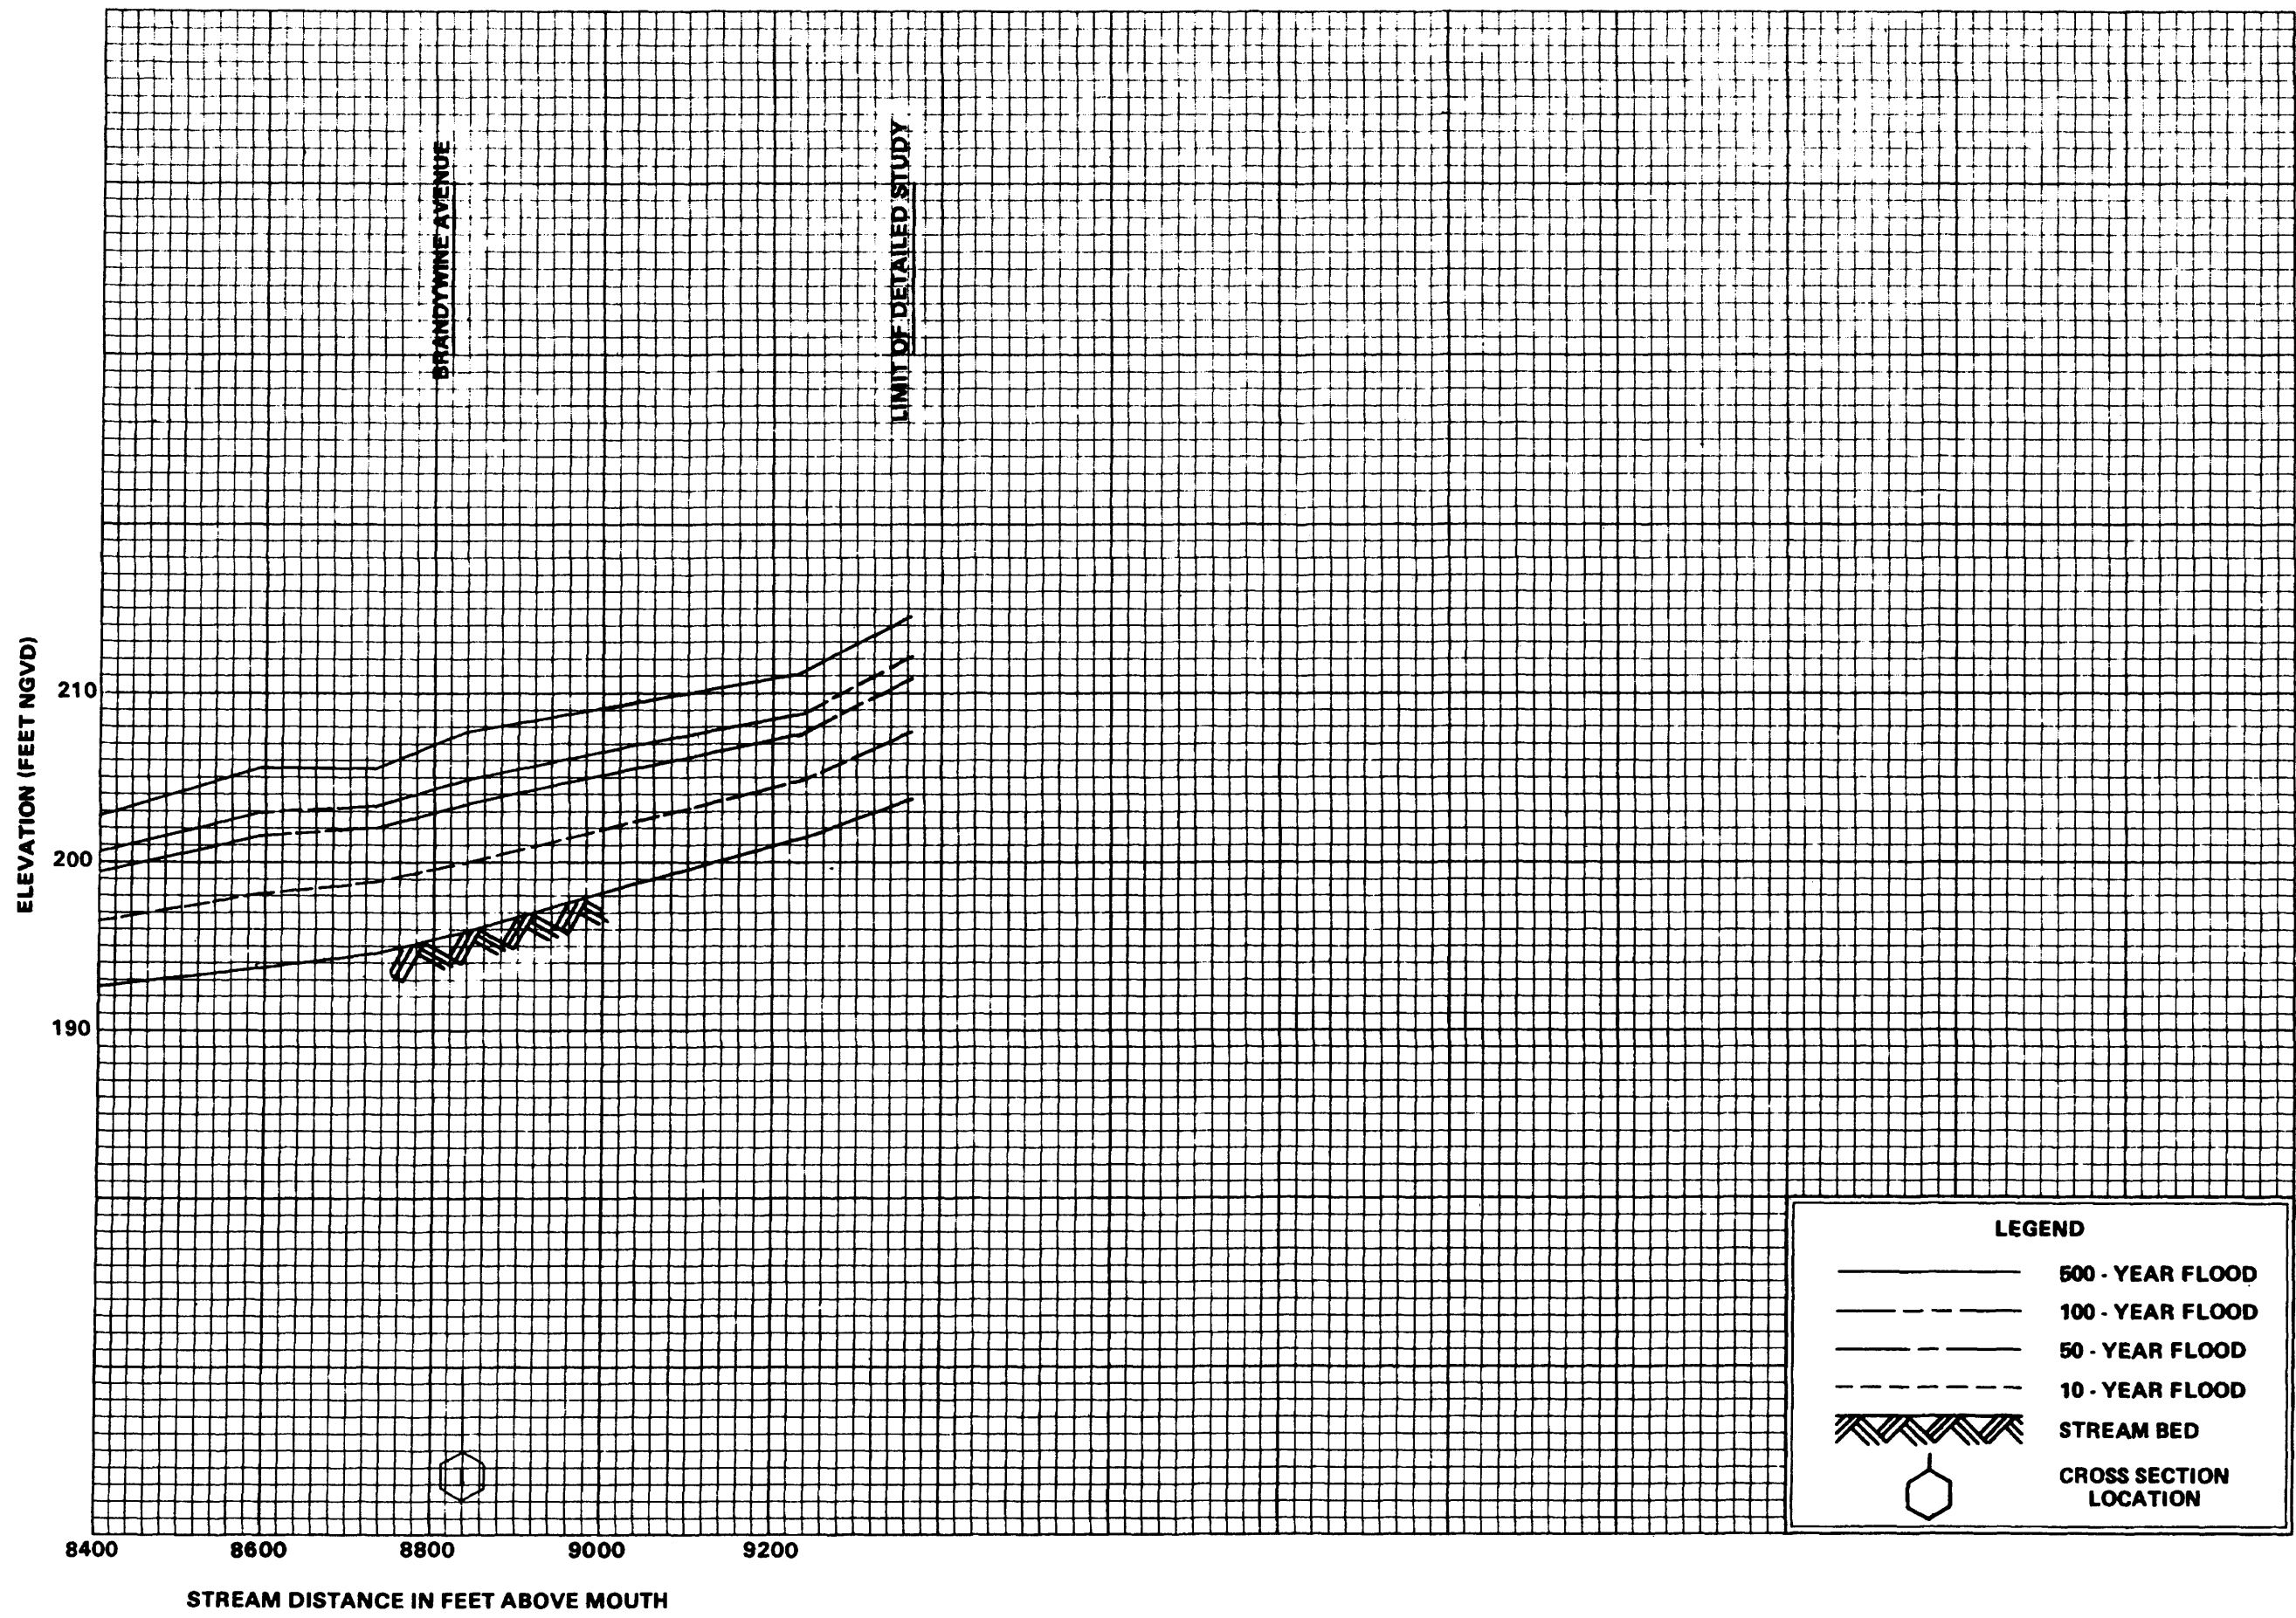 BRANDYWINE AVENUE
LIMIT OF DETAILED STUDY
ELEVATION (FEET NGVD)
210
200
190
I
LEGEND
500 - YEAR FLOOD
100 - YEAR FLOOD
50 - YEAR FLOOD
10 - YEAR FLOOD
STREAM BED
CROSS SECTION
LOCATION
8400 8600 8800 9000 9200
STREAM DISTANCE IN FEET ABOVE MOUTH